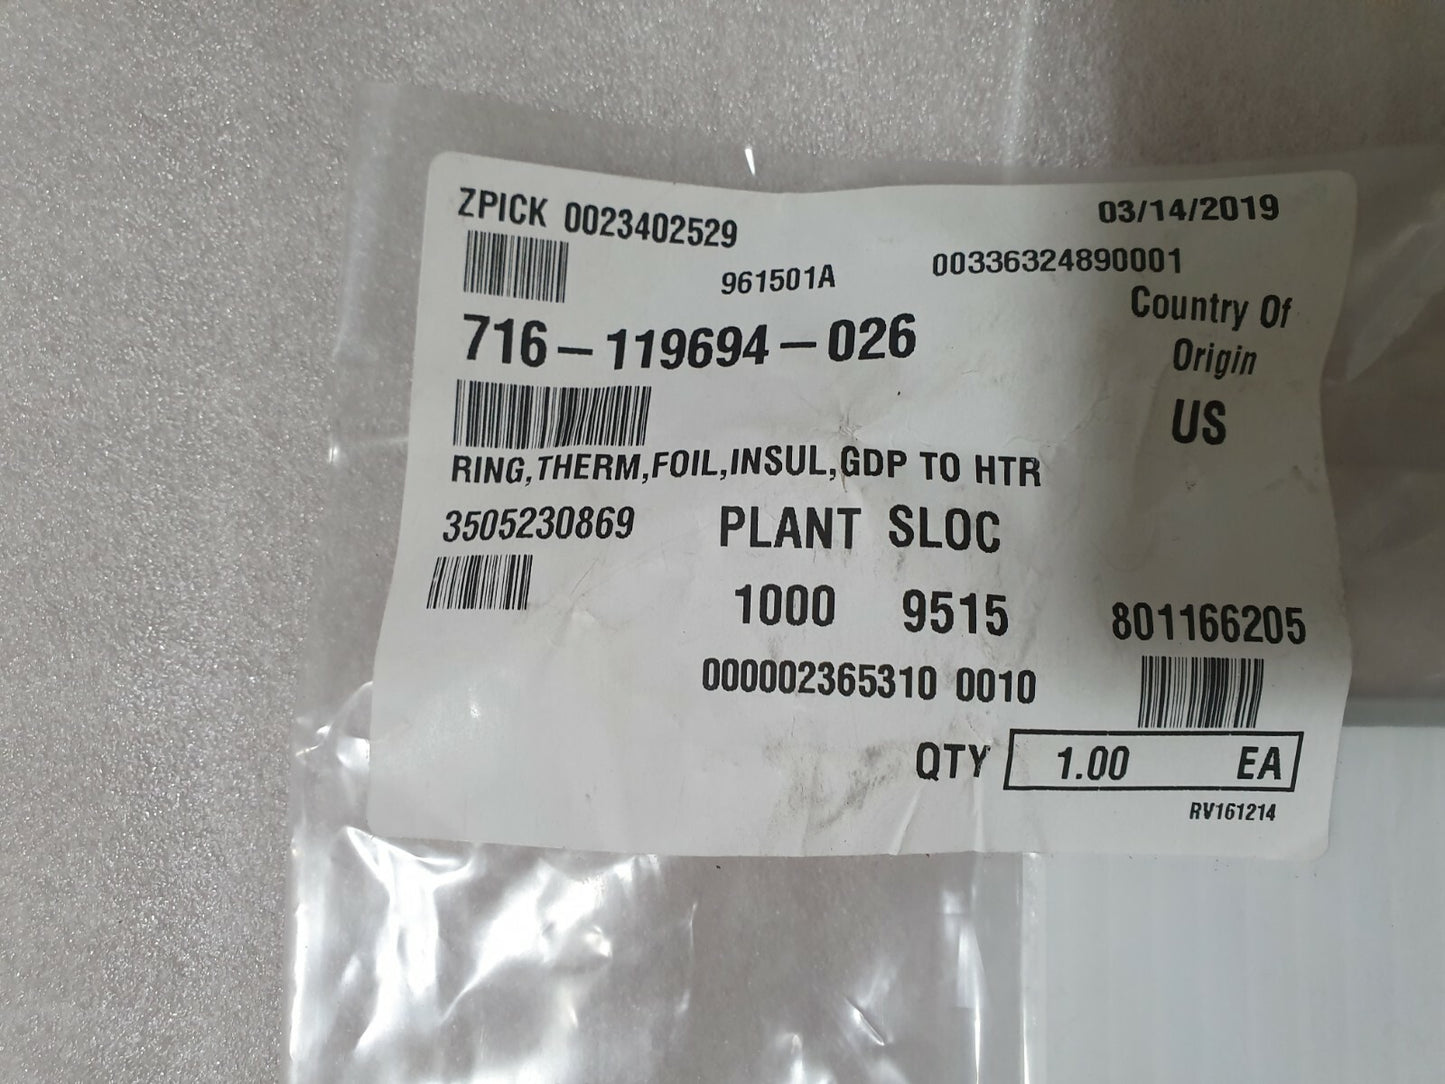 ZPICK 0023402529
03/14/2019
961501A
00336324890001
716-119694-026
Country Of
Origin
US
RING,THERM,FOIL,INSUL,GDP TO HTR
3505230869
PLANT SLOC
1000 9515
801166205
000002365310 0010
QTY 1.00 EA
RV161214